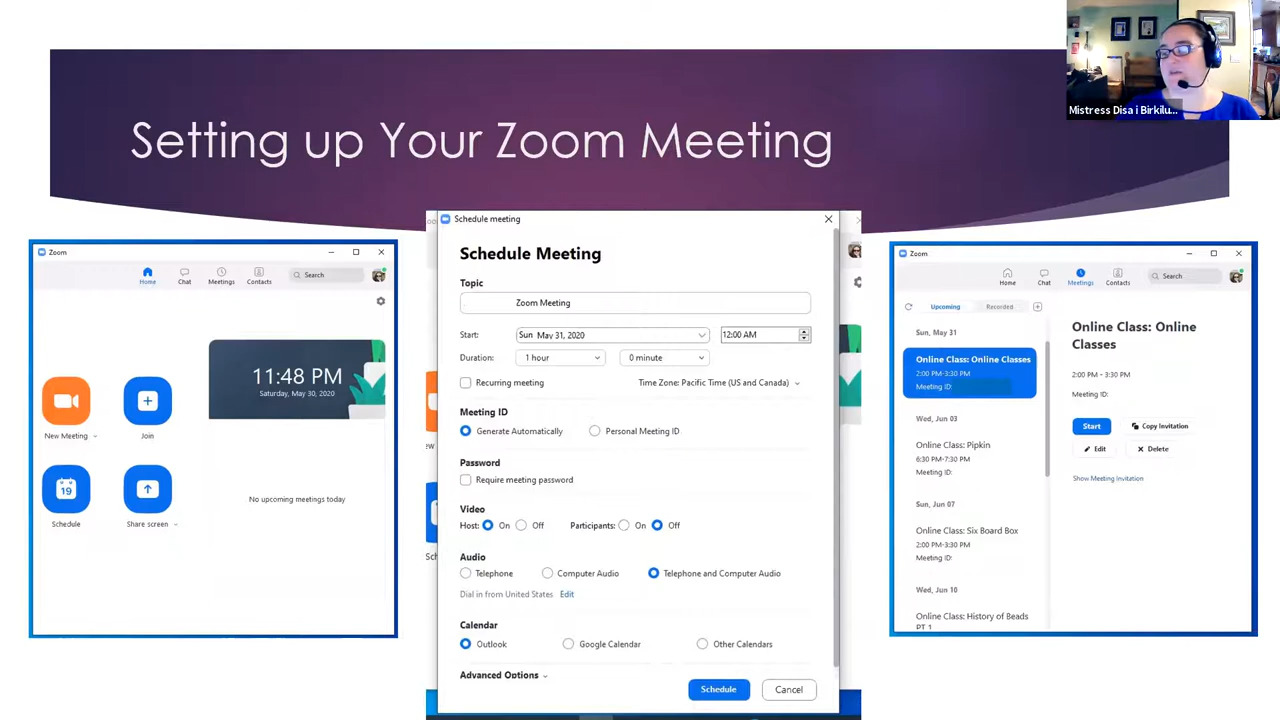 Mistress Disa i Birkilu...
Setting up Your Zoom Meeting
Zoom
Home
Chat
Meetings
Contacts
Search
11:48 PM
Saturday, May 30, 2020
New Meeting
Join
19
Schedule
Share screen
No upcoming meetings today
Schedule meeting
Schedule Meeting
Topic
Zoom Meeting
Start: Sun May 31, 2020 12:00 AM
Duration: 1 hour 0 minute
Recurring meeting Time Zone: Pacific Time (US and Canada)
Meeting ID
Generate Automatically Personal Meeting ID
Password
Require meeting password
Video
Host: On Off Participants: On Off
Audio
Telephone Computer Audio Telephone and Computer Audio
Dial in from United States Edit
Calendar
Outlook Google Calendar Other Calendars
Advanced Options
Schedule Cancel
Zoom
Home
Chat
Meetings
Contacts
Search
Upcoming Recorded
Sun, May 31
Online Class: Online Classes
2:00 PM-3:30 PM
Meeting ID:
Wed, Jun 03
Online Class: Pipkin
6:30 PM-7:30 PM
Meeting ID:
Sun, Jun 07
Online Class: Six Board Box
2:00 PM-3:30 PM
Meeting ID:
Wed, Jun 10
Online Class: History of Beads
PT 1
Online Class: Online
Classes
2:00 PM - 3:30 PM
Meeting ID:
Start Copy Invitation
Edit Delete
Show Meeting Invitation